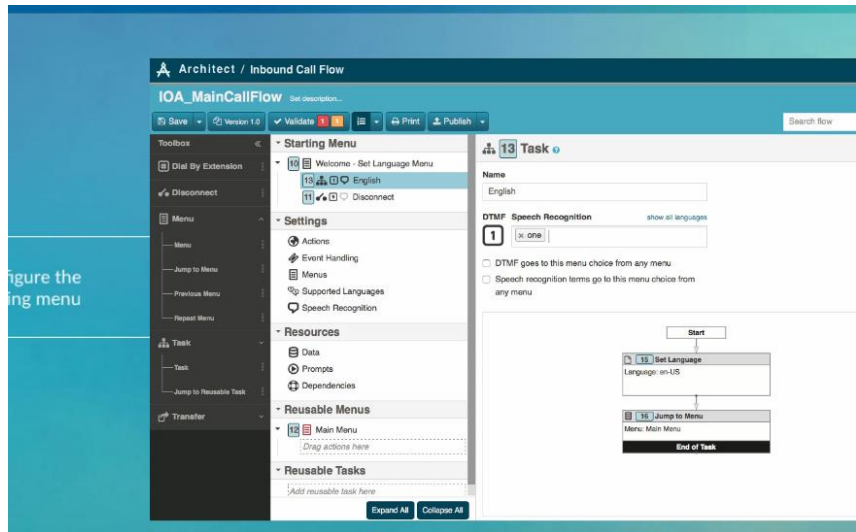 Architect / Inbound Call Flow
IOA_MainCallFlow Set description...
Save Version 1.0 Validate 1 1 Print Publish Search flow
Toolbox
Dial By Extension
Disconnect
Menu
Menu
Jump to Menu
Previous Menu
Repeat Menu
Task
Task
Jump to Reusable Task
Transfer
figure the
ing menu
Starting Menu
10 Welcome - Set Language Menu
13 English
11 Disconnect
Settings
Actions
Event Handling
Menus
Supported Languages
Speech Recognition
Resources
Data
Prompts
Dependencies
Reusable Menus
12 Main Menu
Drag actions here
Reusable Tasks
Add reusable task here
Expand All Collapse All
13 Task
Name
English
DTMF Speech Recognition show all languages
1 x one
DTMF goes to this menu choice from any menu
Speech recognition terms go to this menu choice from
any menu
Start
15 Set Language
Language: en-US
16 Jump to Menu
Menu: Main Menu
End of Task